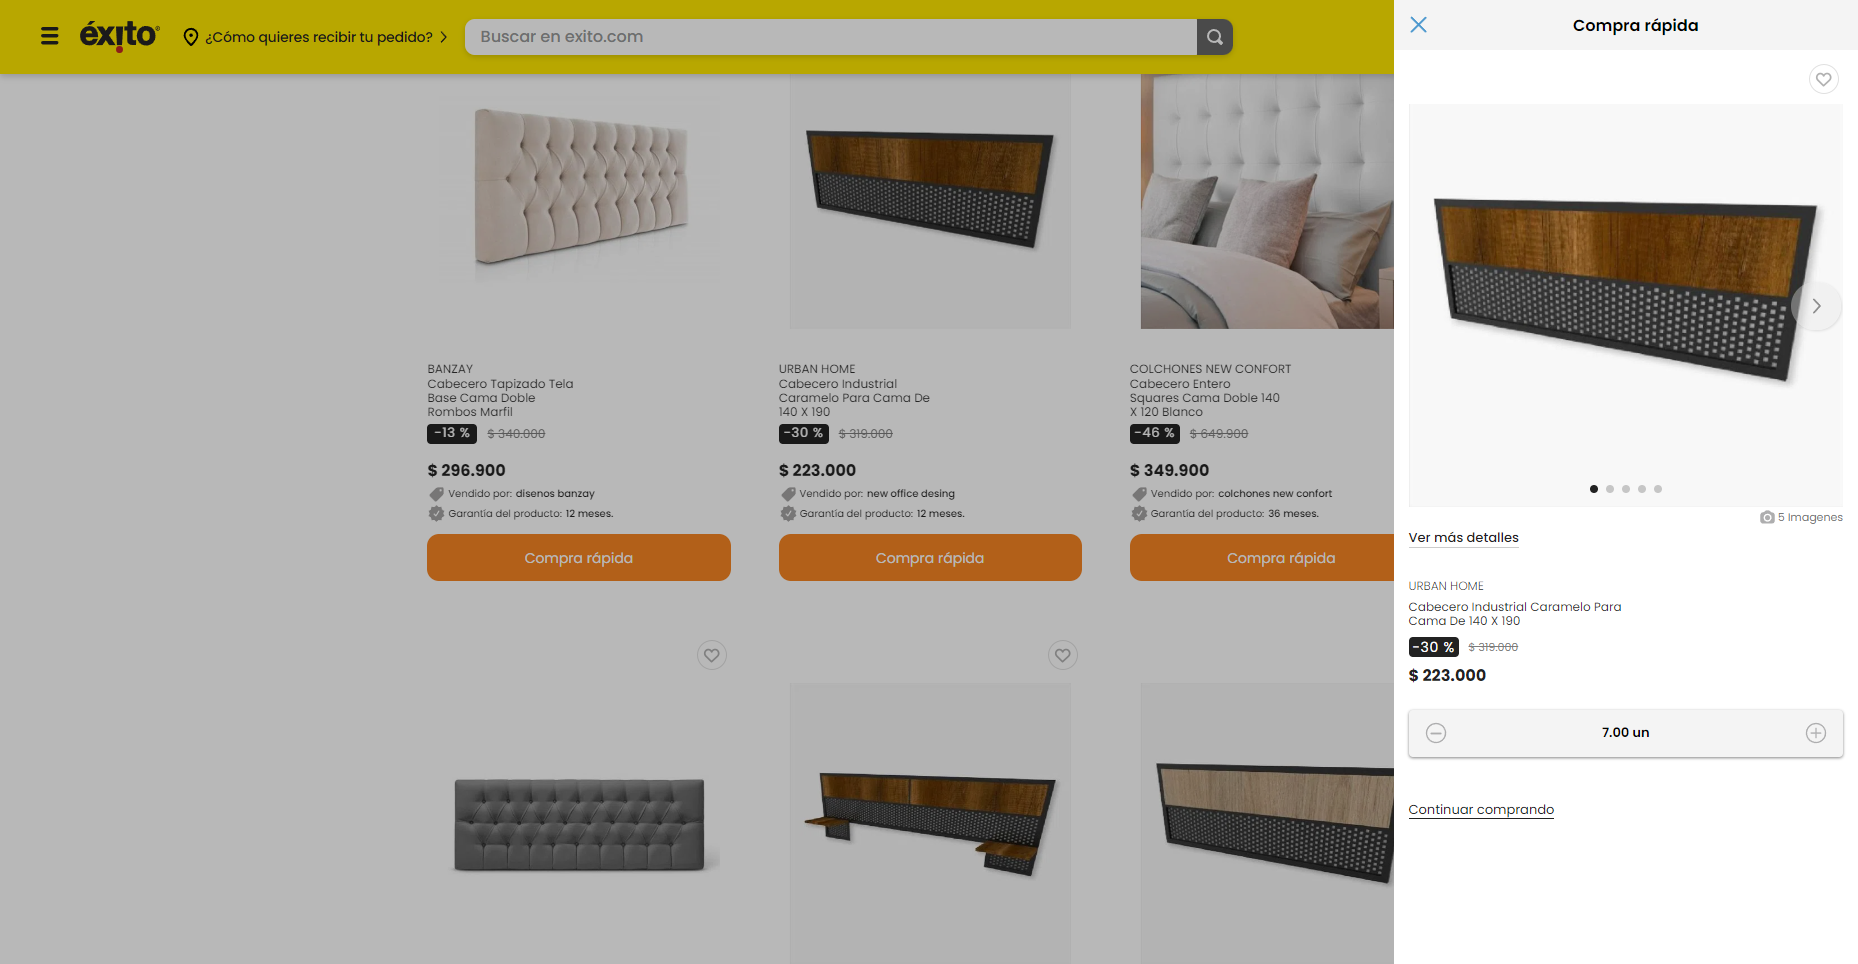 éxito
¿Cómo quieres recibir tu pedido?
Buscar en exito.com
BANZAY
Cabecero Tapizado Tela
Base Cama Doble
Rombos Marfil
-13 % $ 340.000
$ 296.900
Vendido por: disenos banzay
Garantía del producto: 12 meses.
Compra rápida
URBAN HOME
Cabecero Industrial
Caramelo Para Cama De
140 X 190
-30 % $ 319.000
$ 223.000
Vendido por: new office desing
Garantía del producto: 12 meses.
Compra rápida
COLCHONES NEW CONFORT
Cabecero Entero
Squares Cama Doble 140
X 120 Blanco
-46 % $ 649.900
$ 349.900
Vendido por: colchones new confort
Garantía del producto: 36 meses.
Compra rápida
Compra rápida
5 Imagenes
Ver más detalles
URBAN HOME
Cabecero Industrial Caramelo Para
Cama De 140 X 190
-30 % $ 319.000
$ 223.000
7.00 un
Continuar comprando